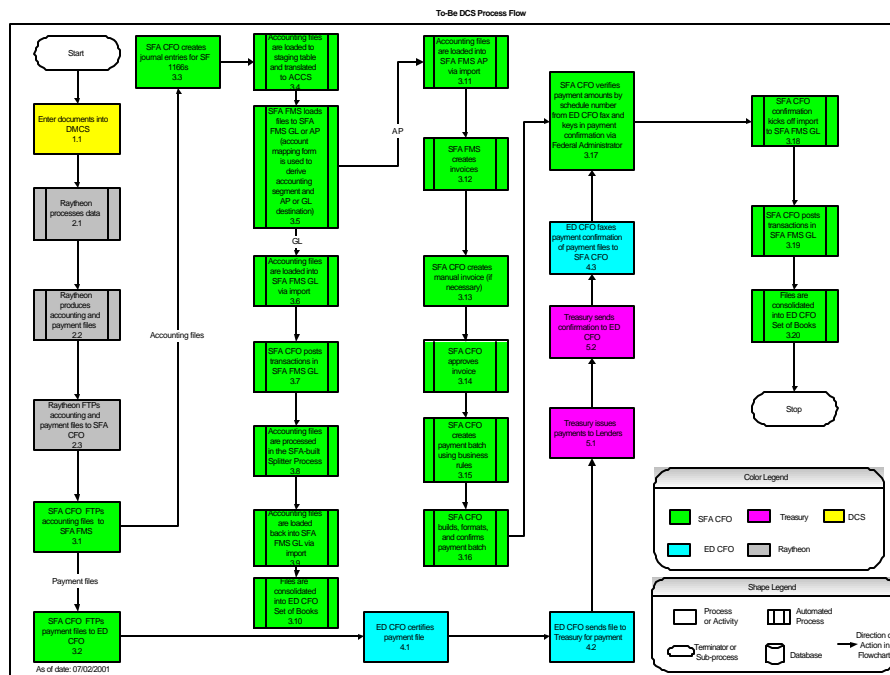 To-Be DCS Process Flow
Start
Enter documents into
DMCS
1.1
Raytheon
processes data
2.1
Raytheon
produces
accounting and
payment files
2.2
Raytheon FTPs
accounting and
payment files to SFA
CFO
2.3
SFA CFO FTPs
accounting files to
SFA FMS
3.1
Payment files
SFA CFO FTPs
payment files to ED
CFO
3.2
As of date: 07/02/2001
Accounting files
SFA CFO creates
journal entries for SF
1166s
3.3
Accounting files
are loaded to
staging table
and translated
to ACCS
3.4
SFA FMS loads
files to SFA
FMS GL or AP
(account
mapping form
is used to
derive
accounting
segment and
AP or GL
destination)
3.5
GL
AP
Accounting files
are loaded into
SFA FMS GL
via import
3.6
SFA CFO posts
transactions in
SFA FMS GL
3.7
Accounting files
are processed
in the SFA-built
Splitter Process
3.8
Accounting files
are loaded
back into SFA
FMS GL via
import
3.9
Files are
consolidated
into ED CFO
Set of Books
3.10
Accounting files
are loaded into
SFA FMS AP
via import
3.11
SFA FMS
creates
invoices
3.12
SFA CFO creates
manual invoice (if
necessary)
3.13
SFA CFO
approves
invoice
3.14
SFA CFO
creates
payment batch
using business
rules
3.15
SFA CFO
builds, formats,
and confirms
payment batch
3.16
ED CFO certifies
payment file
4.1
ED CFO sends file to
Treasury for payment
4.2
Treasury issues
payments to Lenders
5.1
Treasury sends
confirmation to ED
CFO
5.2
ED CFO faxes
payment confirmation
of payment files to
SFA CFO
4.3
SFA CFO verifies
payment amounts by
schedule number
from ED CFO fax and
keys in payment
confirmation via
Federal Administrator
3.17
SFA CFO
confirmation
kicks off import
to SFA FMS GL
3.18
SFA CFO posts
transactions in
SFA FMS GL
3.19
Files are
consolidated
into ED CFO
Set of Books
3.20
Stop
Color Legend
SFA CFO
Treasury
DCS
ED CFO
Raytheon
Shape Legend
Process
or Activity
Automated
Process
Terminator or
Sub-process
Database
Direction of
Action in
Flowchart